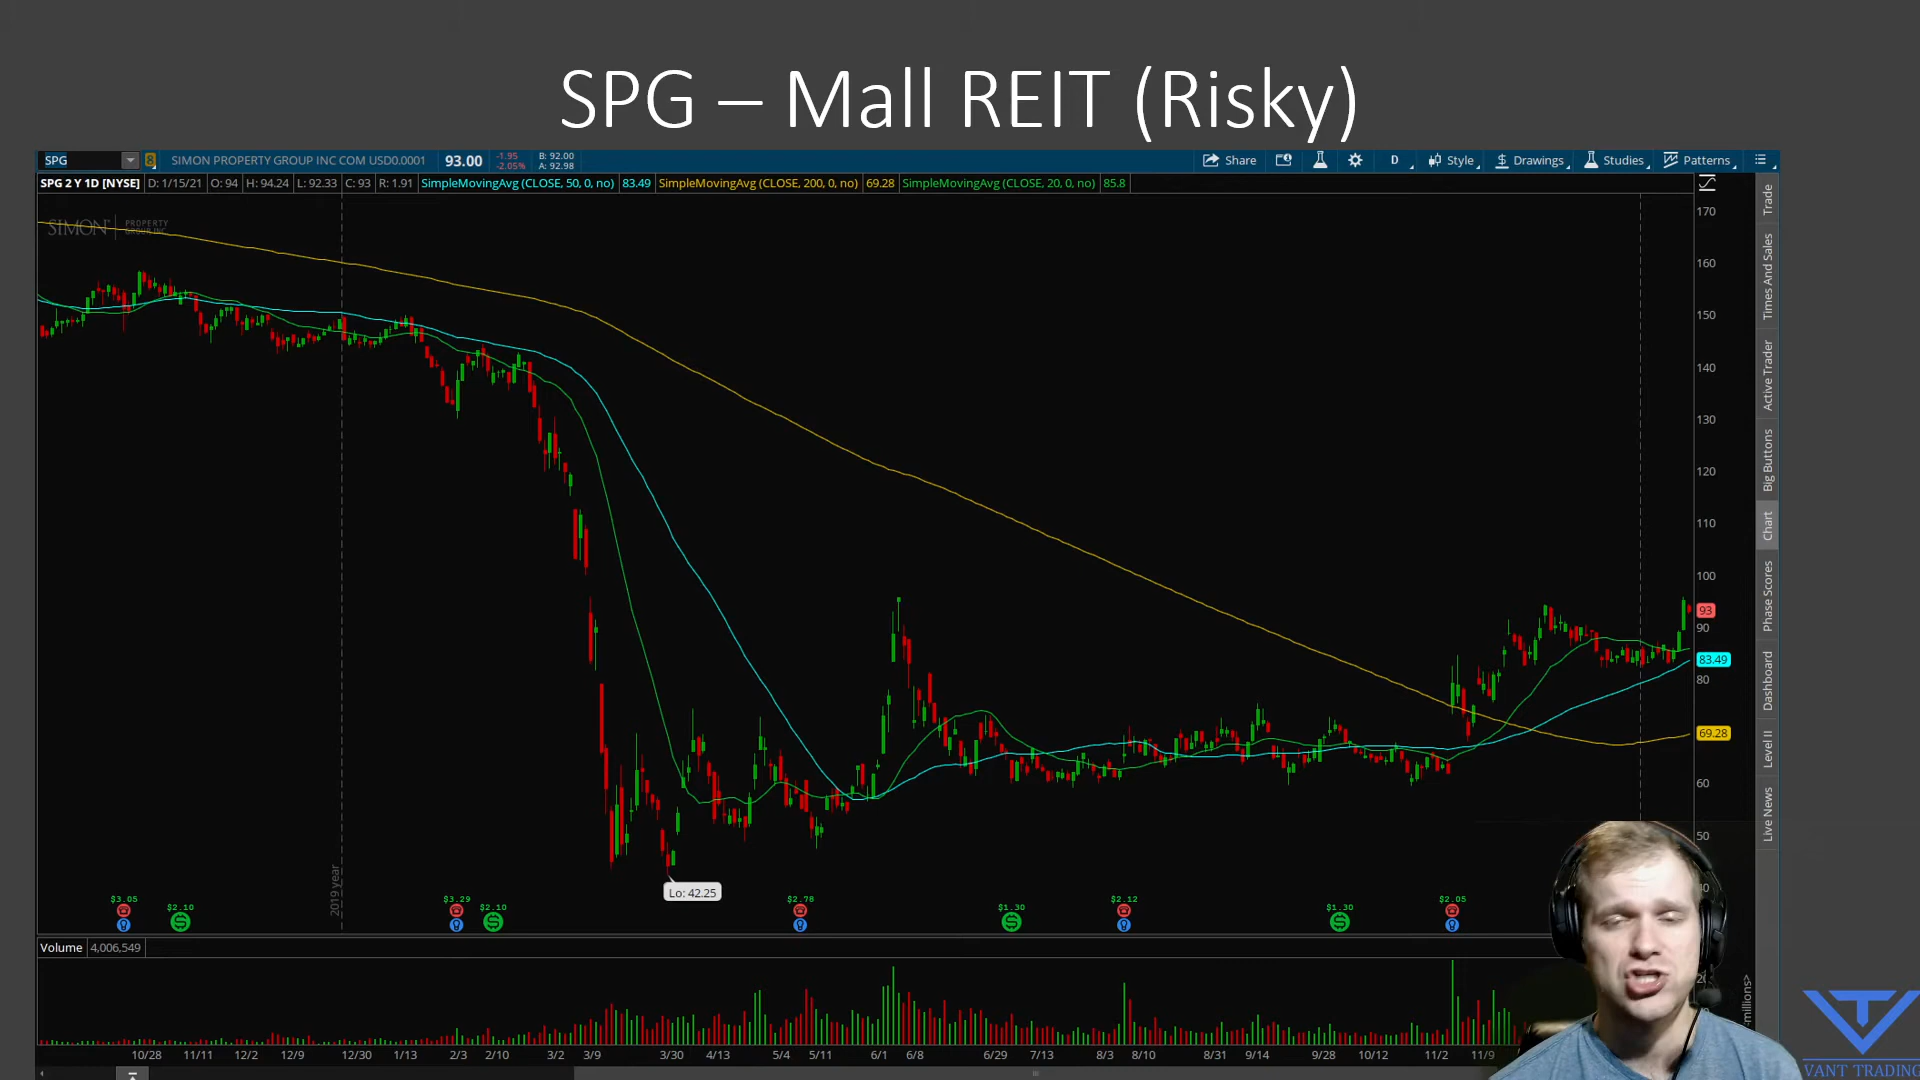 SPG – Mall REIT (Risky)
SPG
SIMON PROPERTY GROUP INC COM USD0.0001
93.00
-1.95
-2.05%
B: 92.00
A: 92.98
Share
D
Style
Drawings
Studies
Patterns
SPG 2 Y 1D [NYSE] D: 1/15/21 O: 94 H: 94.24 L: 92.33 C: 93 R: 1.91 SimpleMovingAvg (CLOSE, 50, 0, no) 83.49 SimpleMovingAvg (CLOSE, 200, 0, no) 69.28 SimpleMovingAvg (CLOSE, 20, 0, no) 85.8
SIMON PROPERTY GROUP INC
170
160
150
140
130
120
110
100
93
90
83.49
80
69.28
60
50
40
Trade
Times And Sales
Active Trader
Big Buttons
Chart
Phase Scores
Dashboard
Level II
Live News
2019 year
Lo: 42.25
$3.05 $2.10 $3.29 $2.10 $2.78 $1.30 $2.12 $1.30 $2.05
Volume 4,006,549
10/28 11/11 12/2 12/9 12/30 1/13 2/3 2/10 3/2 3/9 3/30 4/13 5/4 5/11 6/1 6/8 6/29 7/13 8/3 8/10 8/31 9/14 9/28 10/12 11/2 11/9
VANT TRADING